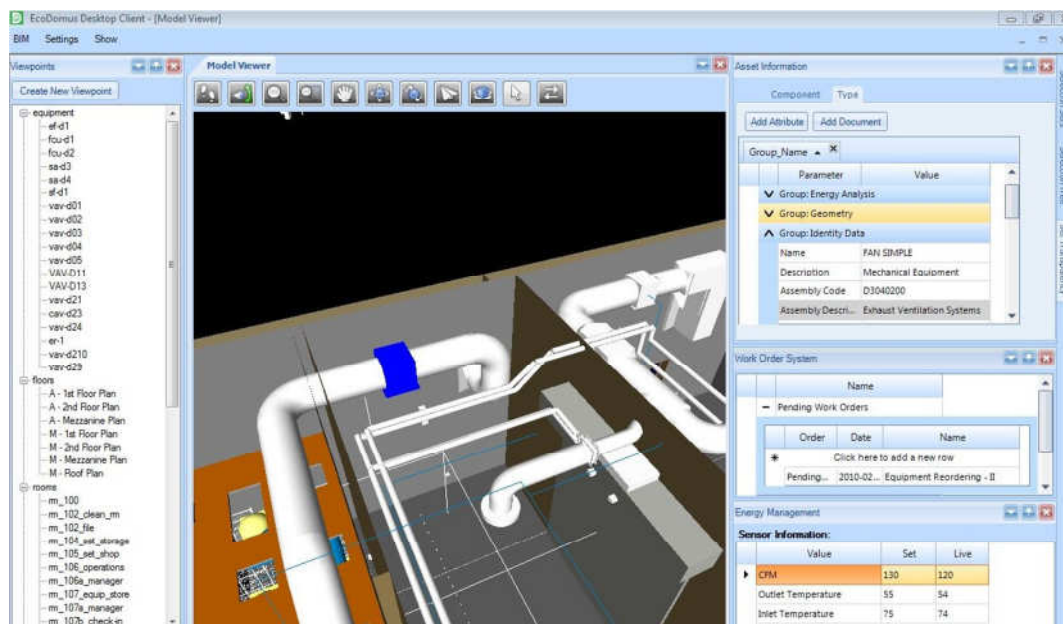 EcoDomus Desktop Client - [Model Viewer]
BIM Settings Show
Viewpoints
Create New Viewpoint
equipment
ef-d1
fcu-d1
fcu-d2
sa-d3
sa-d4
sf-d1
vav-d01
vav-d02
vav-d03
vav-d04
vav-d05
VAV-D11
VAV-D13
vav-d21
cav-d23
vav-d24
er-1
vav-d210
vav-d29
floors
A - 1st Floor Plan
A - 2nd Floor Plan
A - Mezzanine Plan
M - 1st Floor Plan
M - 2nd Floor Plan
M - Mezzanine Plan
M - Roof Plan
rooms
rm_100
rm_102_clean_rm
rm_102_file
rm_104_set_storage
rm_105_set_shop
rm_106_operations
rm_106a_manager
rm_107_equip_store
rm_107a_manager
rm_107b_check-in
Model Viewer
Asset Information
Component Type
Add Attribute Add Document
Group_Name
Parameter Value
Group: Energy Analysis
Group: Geometry
Group: Identity Data
Name FAN SIMPLE
Description Mechanical Equipment
Assembly Code D3040200
Assembly Descri... Exhaust Ventilation Systems
Work Order System
Name
Pending Work Orders
Order Date Name
Click here to add a new row
Pending... 2010-02... Equipment Reordering - II
Energy Management
Sensor Information:
Value Set Live
CFM 130 120
Outlet Temperature 55 54
Inlet Temperature 75 74